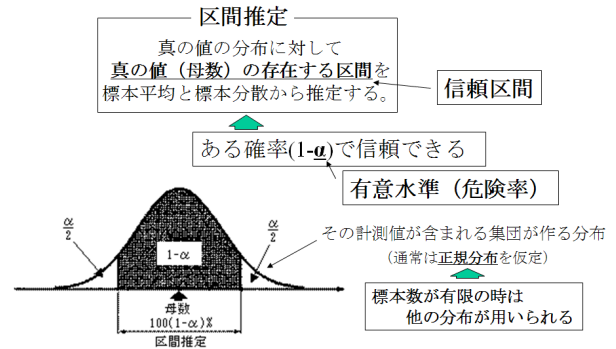 区間推定
真の値の分布に対して
真の値（母数）の存在する区間を
標本平均と標本分散から推定する。
信頼区間
ある確率(1-α)で信頼できる
有意水準（危険率）
α/2
α/2
1-α
その計測値が含まれる集団が作る分布
（通常は正規分布を仮定）
標本数が有限の時は
他の分布が用いられる
母数
100(1-α)%
区間推定